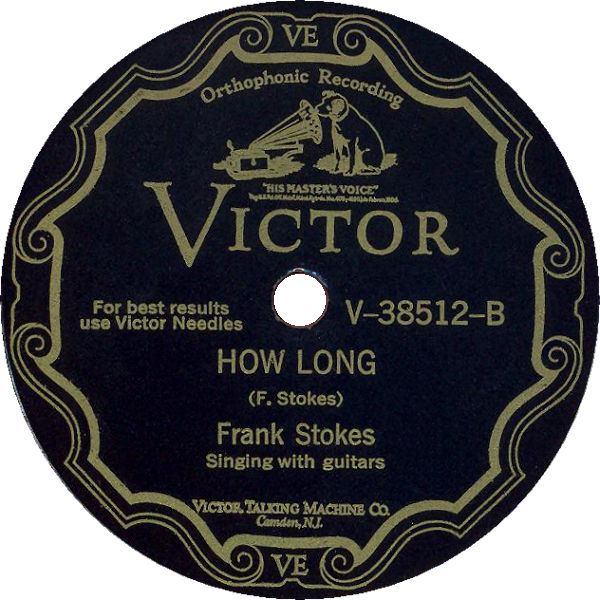 VE
Orthophonic Recording
"HIS MASTER'S VOICE"
VICTOR
For best results
use Victor Needles
V–38512–B
HOW LONG
(F. Stokes)
Frank Stokes
Singing with guitars
VICTOR TALKING MACHINE CO.
Camden, N.J.
VE